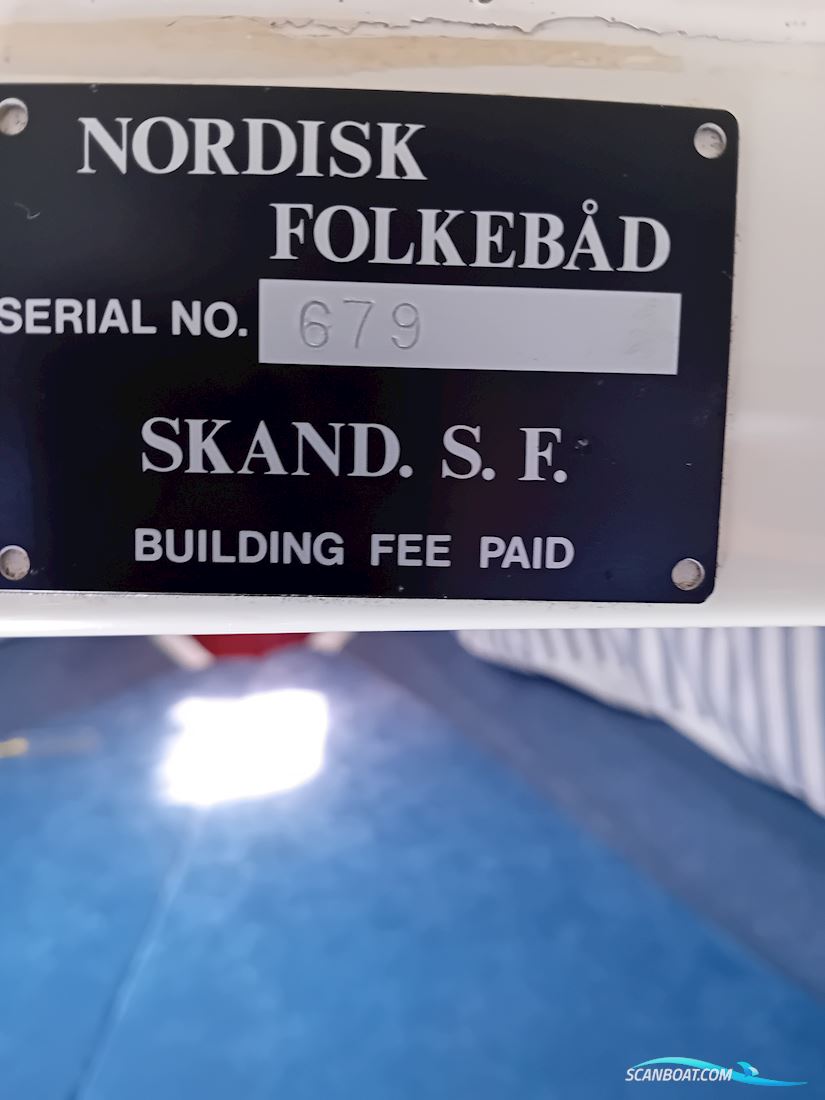 NORDISK
FOLKEBÅD
SERIAL NO. 679
SKAND. S. F.
BUILDING FEE PAID
SCANBOAT.COM